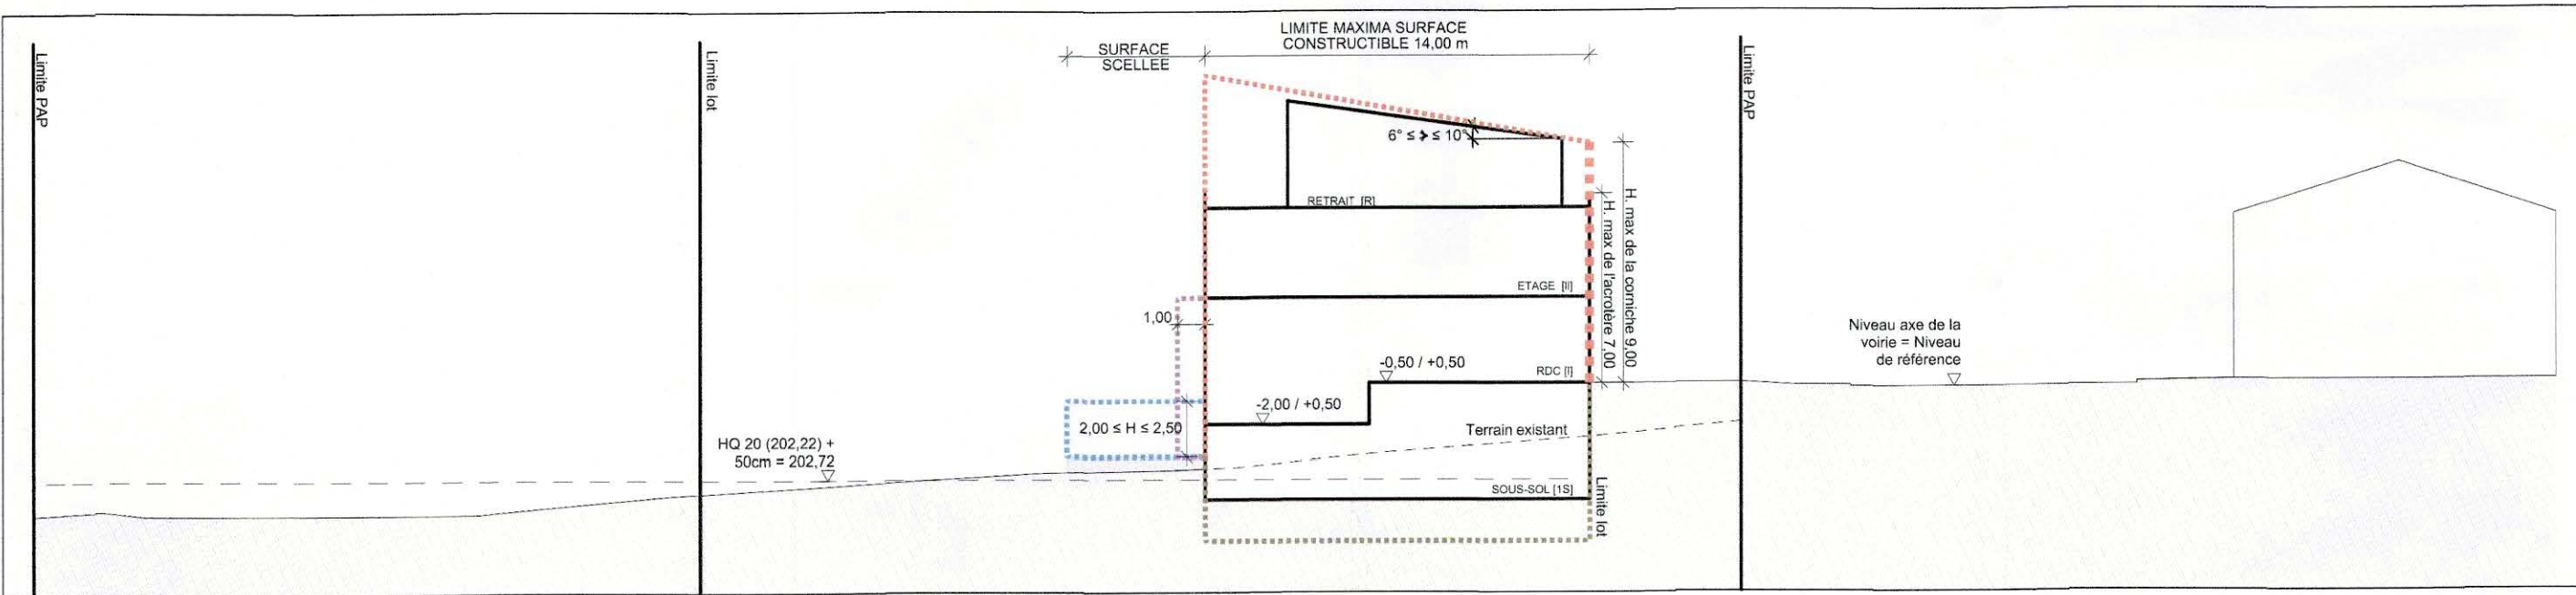 Limite PAP
Limite lot
SURFACE
SCELLEE
LIMITE MAXIMA SURFACE
CONSTRUCTIBLE 14,00 m
Limite PAP
6° ≤ ⊁ ≤ 10°
RETRAIT [R]
H. max de l'acrotère 7,00
H. max de la corniche 9,00
ETAGE [II]
1,00
Niveau axe de la
voirie = Niveau
de référence
-0,50 / +0,50
RDC [I]
-2,00 / +0,50
2,00 ≤ H ≤ 2,50
Terrain existant
HQ 20 (202,22) +
50cm = 202,72
SOUS-SOL [1S]
Limite lot